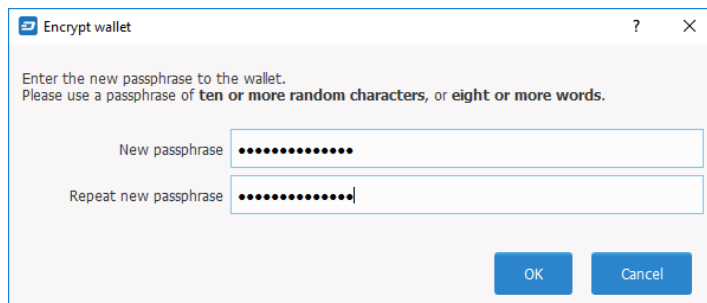 Encrypt wallet
Enter the new passphrase to the wallet.
Please use a passphrase of ten or more random characters, or eight or more words.
New passphrase ••••••••••••••
Repeat new passphrase ••••••••••••••
OK Cancel